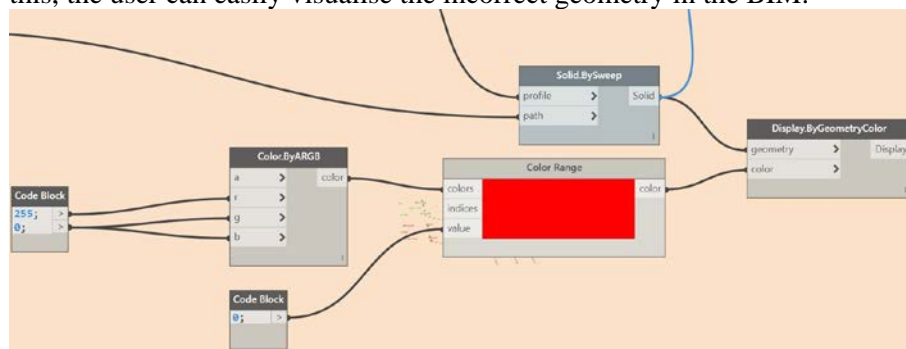 this, the user can easily visualise the incorrect geometry in the BIM.
Solid.BySweep
profile > Solid
path >
Display.ByGeometryColor
geometry > Display
color >
Color.ByARGB
a > color
r >
g >
b >
Color Range
colors color
indices
value
Code Block
255; >
0; >
Code Block
0; >